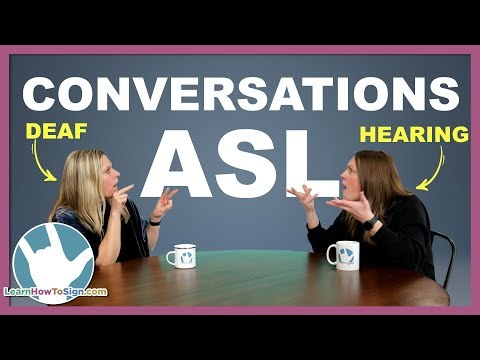 CONVERSATIONS
DEAF
HEARING
ASL
LearnHowToSign.com